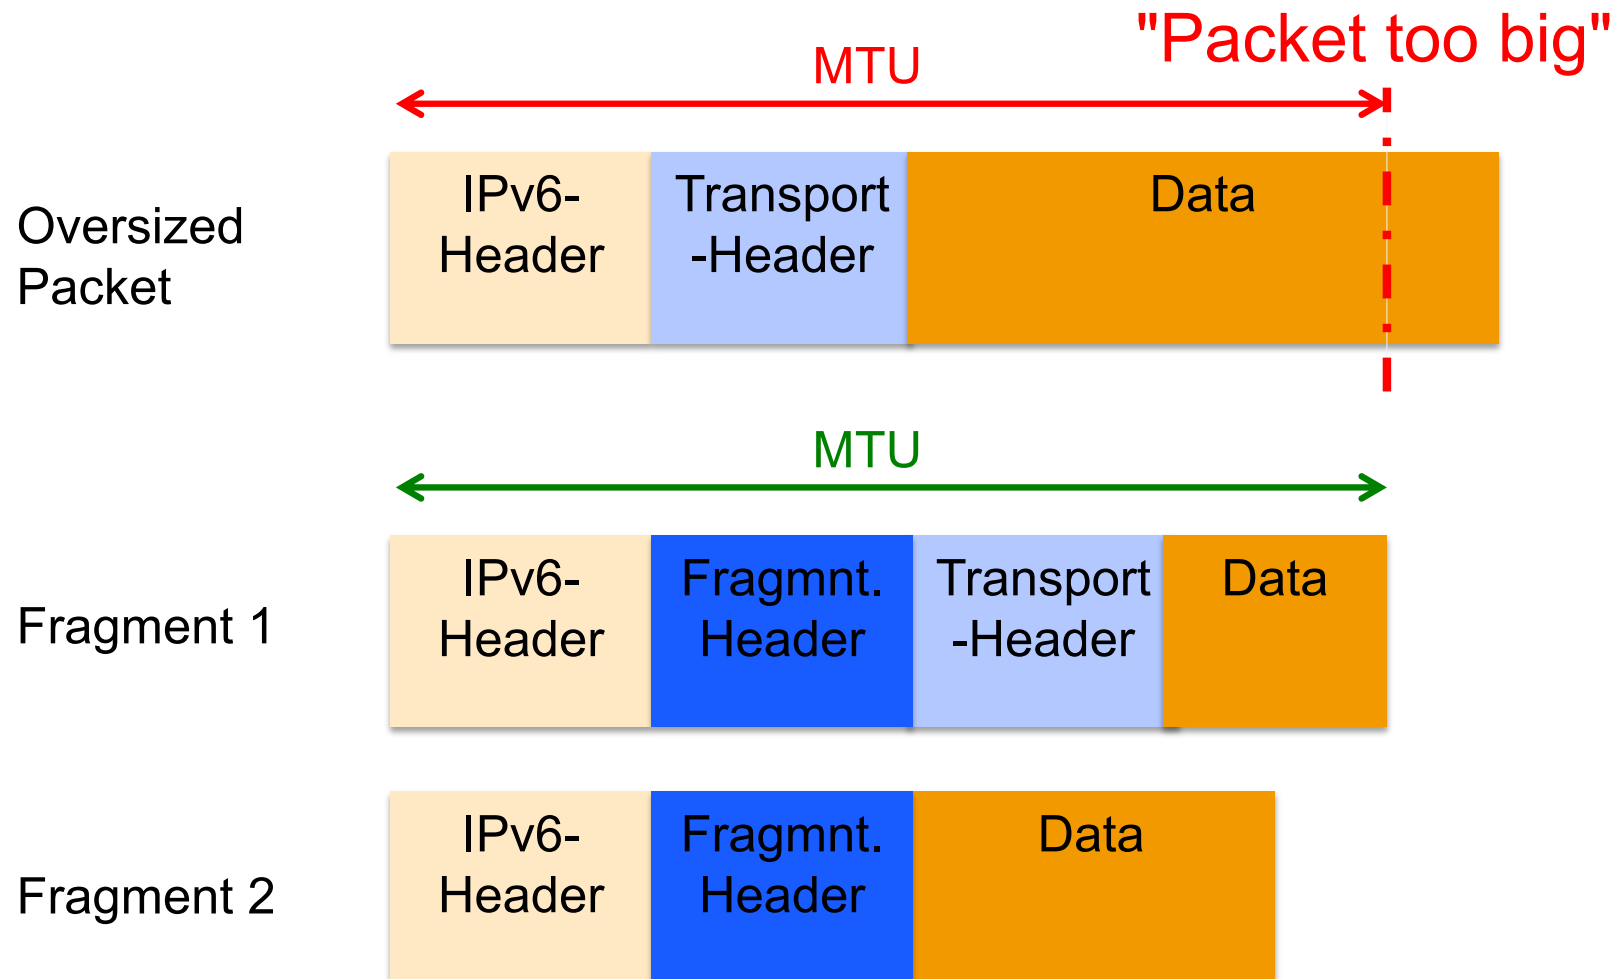 "Packet too big"
MTU
Oversized
Packet
IPv6-
Header
Transport
-Header
Data
MTU
Fragment 1
IPv6-
Header
Fragmnt.
Header
Transport
-Header
Data
Fragment 2
IPv6-
Header
Fragmnt.
Header
Data